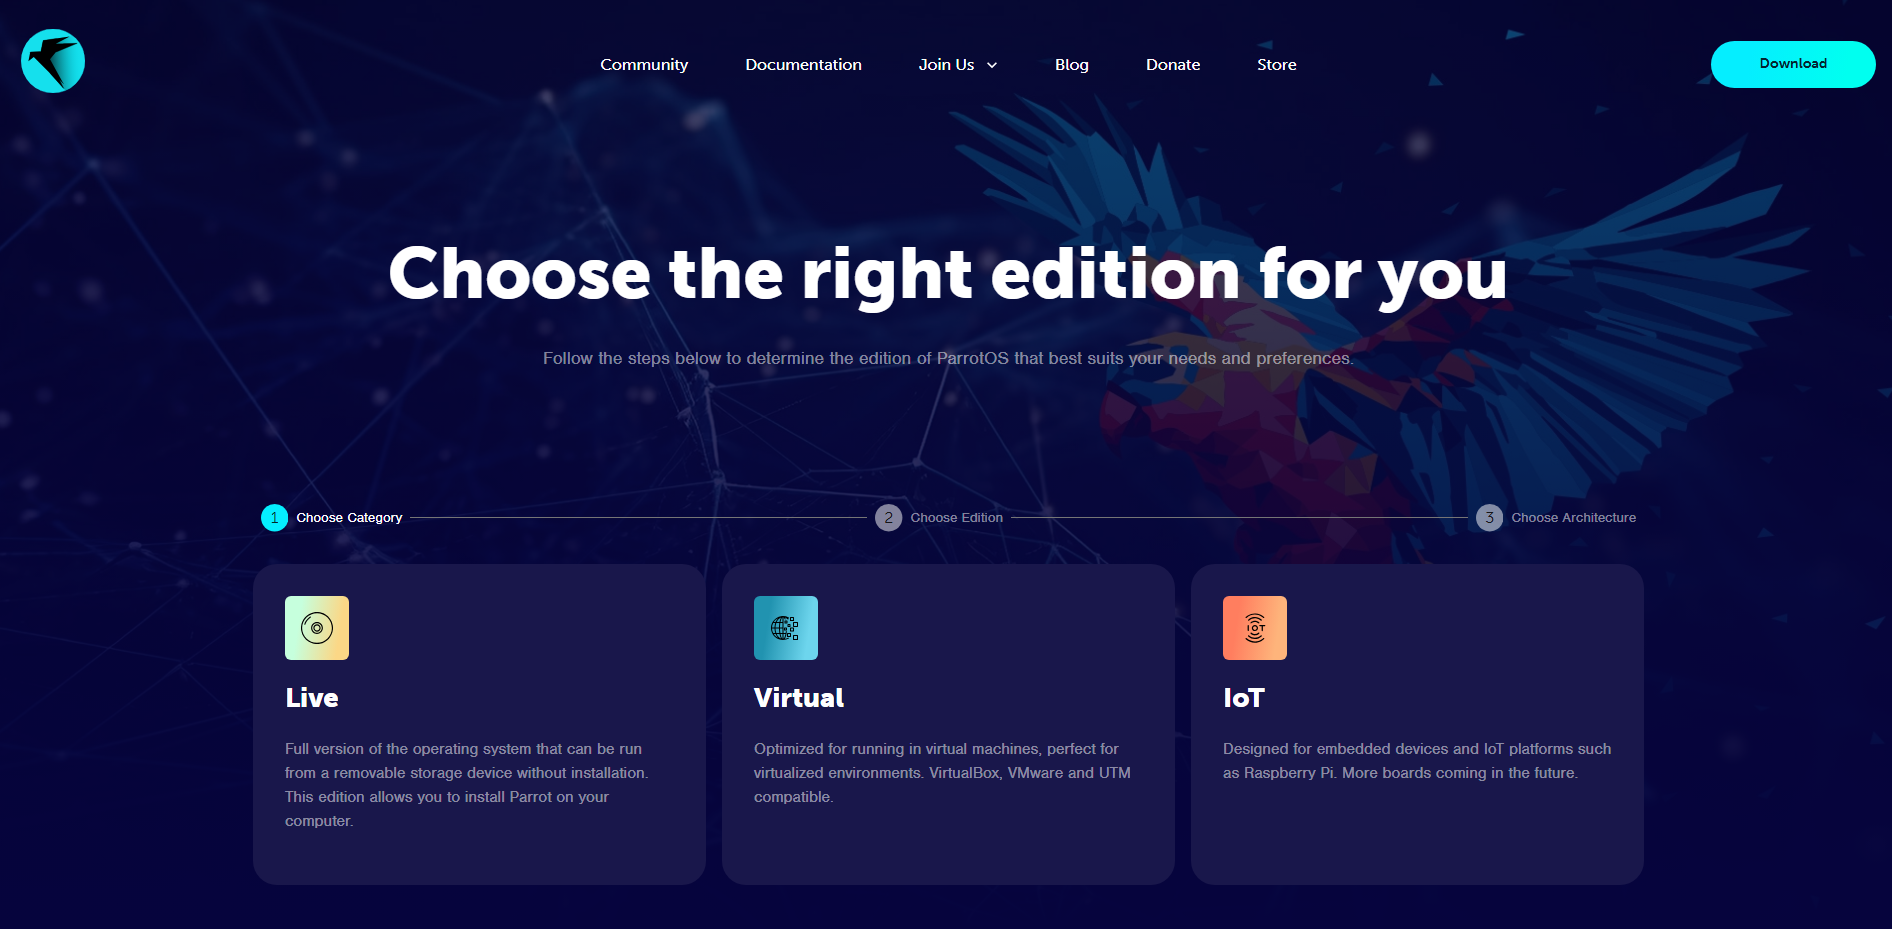 Community Documentation Join Us Blog Donate Store Download
Choose the right edition for you
Follow the steps below to determine the edition of ParrotOS that best suits your needs and preferences.
1 Choose Category 2 Choose Edition 3 Choose Architecture
Live
Full version of the operating system that can be run
from a removable storage device without installation.
This edition allows you to install Parrot on your
computer.
Virtual
Optimized for running in virtual machines, perfect for
virtualized environments. VirtualBox, VMware and UTM
compatible.
IOT
IoT
Designed for embedded devices and IoT platforms such
as Raspberry Pi. More boards coming in the future.